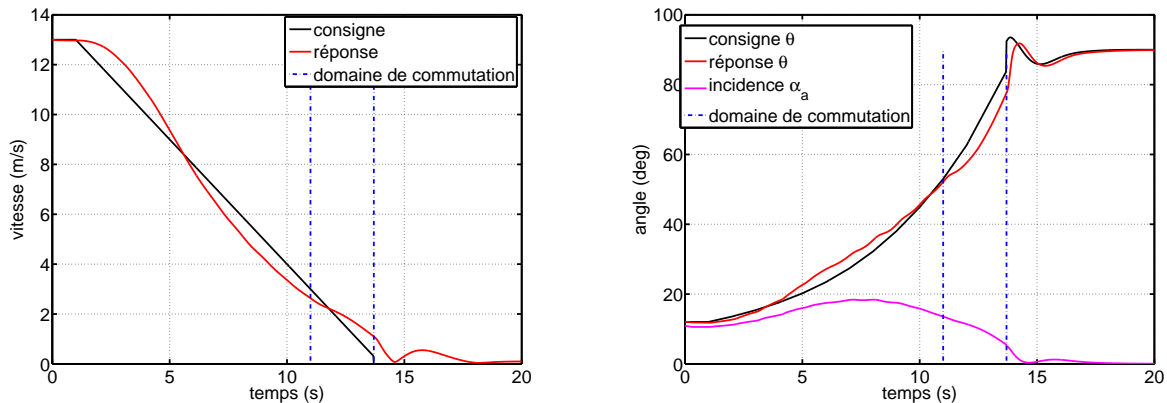 14
12
10
8
6
4
2
0
vitesse (m/s)
consigne
réponse
domaine de commutation
0 5 10 15 20
temps (s)
100
80
60
40
20
0
angle (deg)
consigne θ
réponse θ
incidence α_a
domaine de commutation
0 5 10 15 20
temps (s)